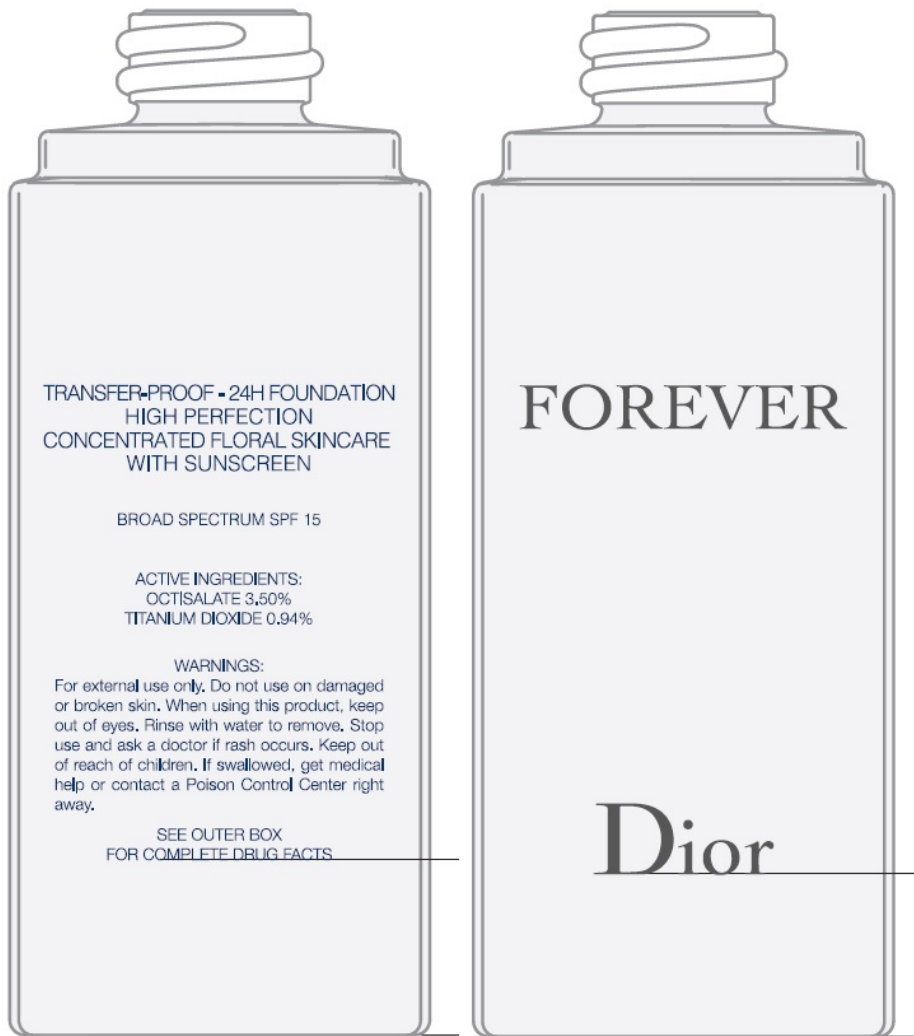 TRANSFER-PROOF - 24H FOUNDATION
HIGH PERFECTION
CONCENTRATED FLORAL SKINCARE
WITH SUNSCREEN
BROAD SPECTRUM SPF 15
ACTIVE INGREDIENTS:
OCTISALATE 3,50%
TITANIUM DIOXIDE 0.94%
WARNINGS:
For external use only. Do not use on damaged
or broken skin. When using this product, keep
out of eyes. Rinse with water to remove. Stop
use and ask a doctor if rash occurs. Keep out
of reach of children. If swallowed, get medical
help or contact a Poison Control Center right
away.
SEE OUTER BOX
FOR COMPLETE DRUG FACTS
FOREVER
Dior